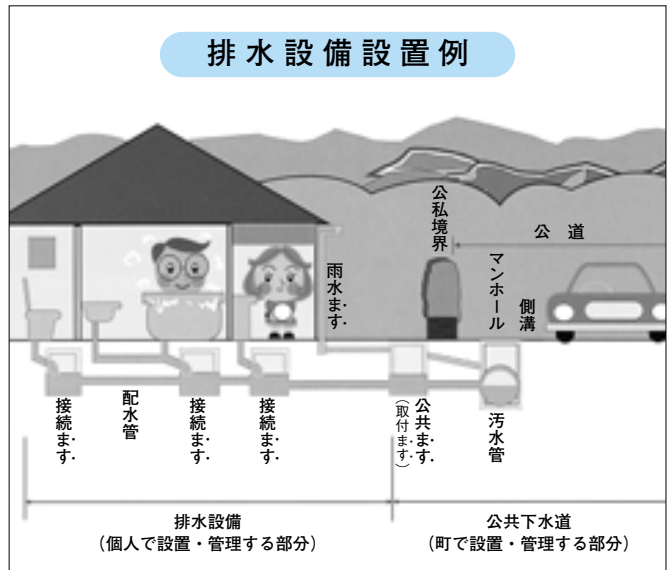 排水設備設置例
公私境界
公道
雨水ます
マンホール
側溝
接続ます
配水管
接続ます
接続ます
公共ます
（取付ます）
汚水管
排水設備
（個人で設置・管理する部分）
公共下水道
（町で設置・管理する部分）